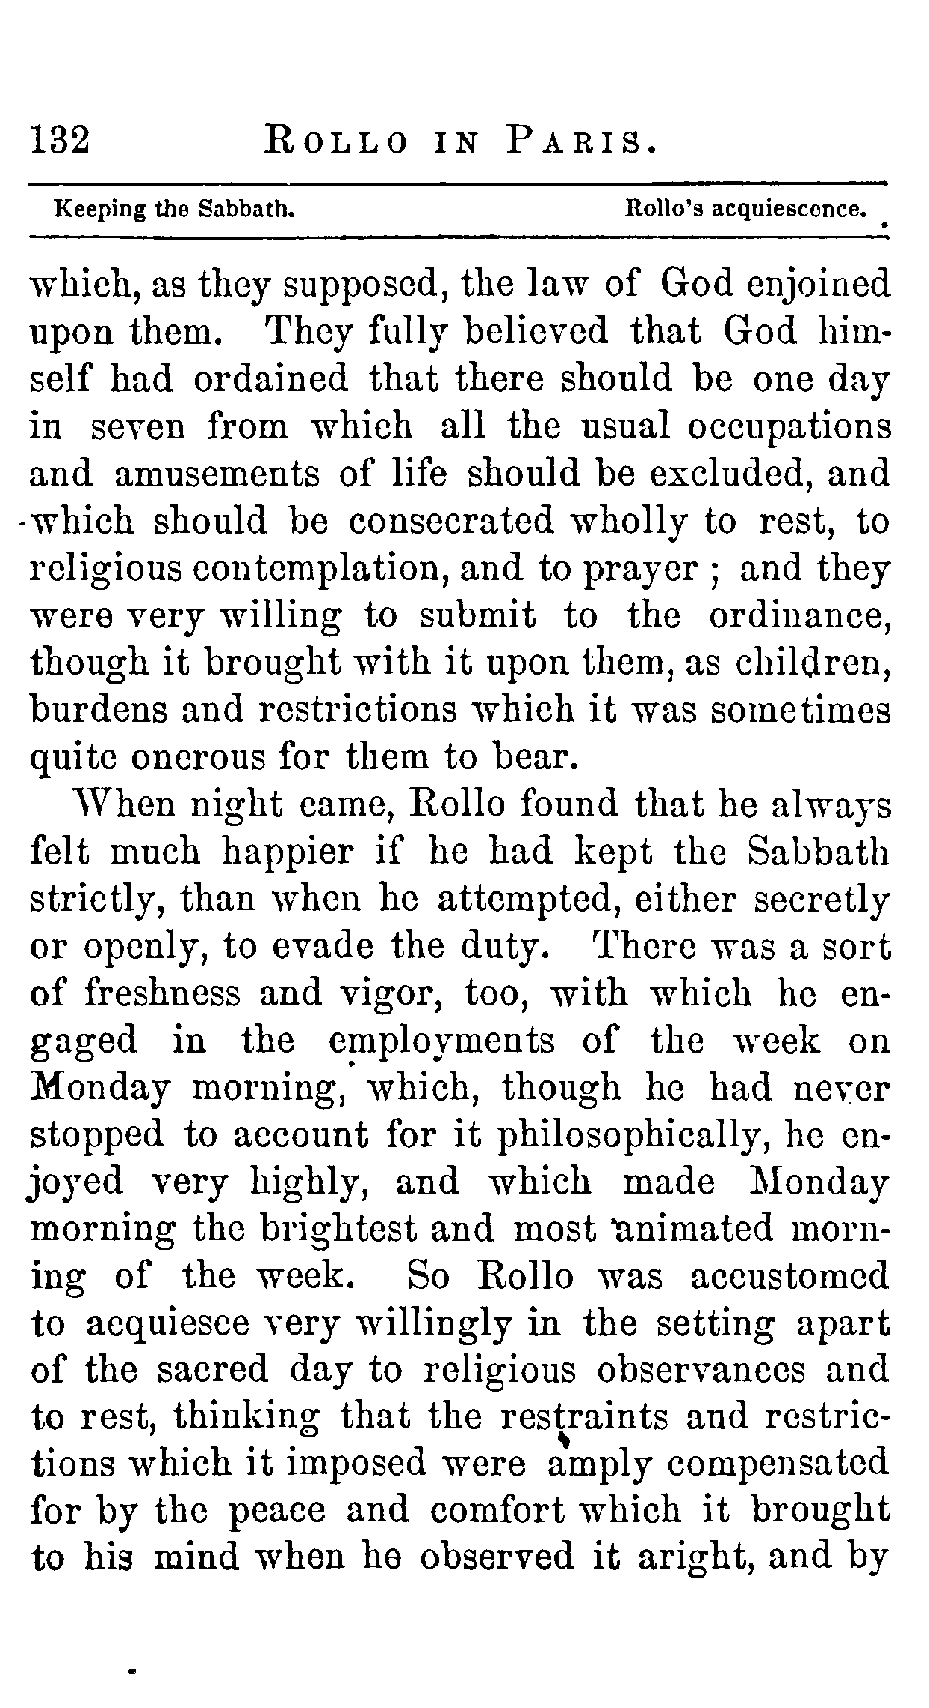 132 ROLLO IN PARIS.
Keeping the Sabbath. Rollo's acquiescence.
which, as they supposed, the law of God enjoined
upon them. They fully believed that God him-
self had ordained that there should be one day
in seven from which all the usual occupations
and amusements of life should be excluded, and
which should be consecrated wholly to rest, to
religious contemplation, and to prayer ; and they
were very willing to submit to the ordinance,
though it brought with it upon them, as children,
burdens and restrictions which it was sometimes
quite onerous for them to bear.
When night came, Rollo found that he always
felt much happier if he had kept the Sabbath
strictly, than when he attempted, either secretly
or openly, to evade the duty. There was a sort
of freshness and vigor, too, with which he en-
gaged in the employments of the week on
Monday morning, which, though he had never
stopped to account for it philosophically, he en-
joyed very highly, and which made Monday
morning the brightest and most animated morn-
ing of the week. So Rollo was accustomed
to acquiesce very willingly in the setting apart
of the sacred day to religious observances and
to rest, thinking that the restraints and restric-
tions which it imposed were amply compensated
for by the peace and comfort which it brought
to his mind when he observed it aright, and by